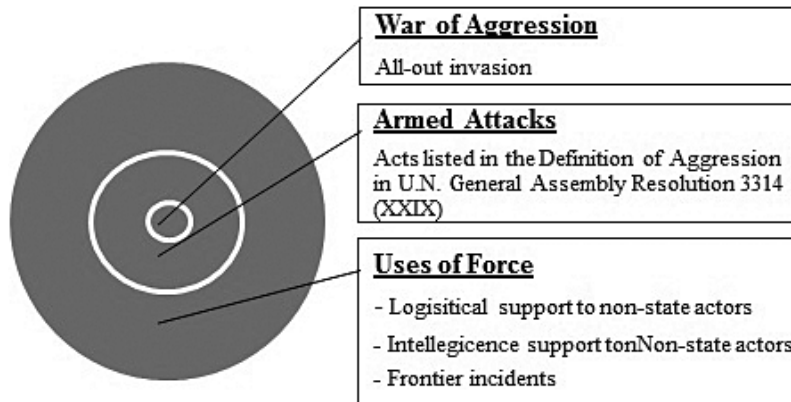 War of Aggression
All-out invasion
Armed Attacks
Acts listed in the Definition of Aggression
in U.N. General Assembly Resolution 3314
(XXIX)
Uses of Force
- Logisitical support to non-state actors
- Intellegicence support tonNon-state actors
- Frontier incidents